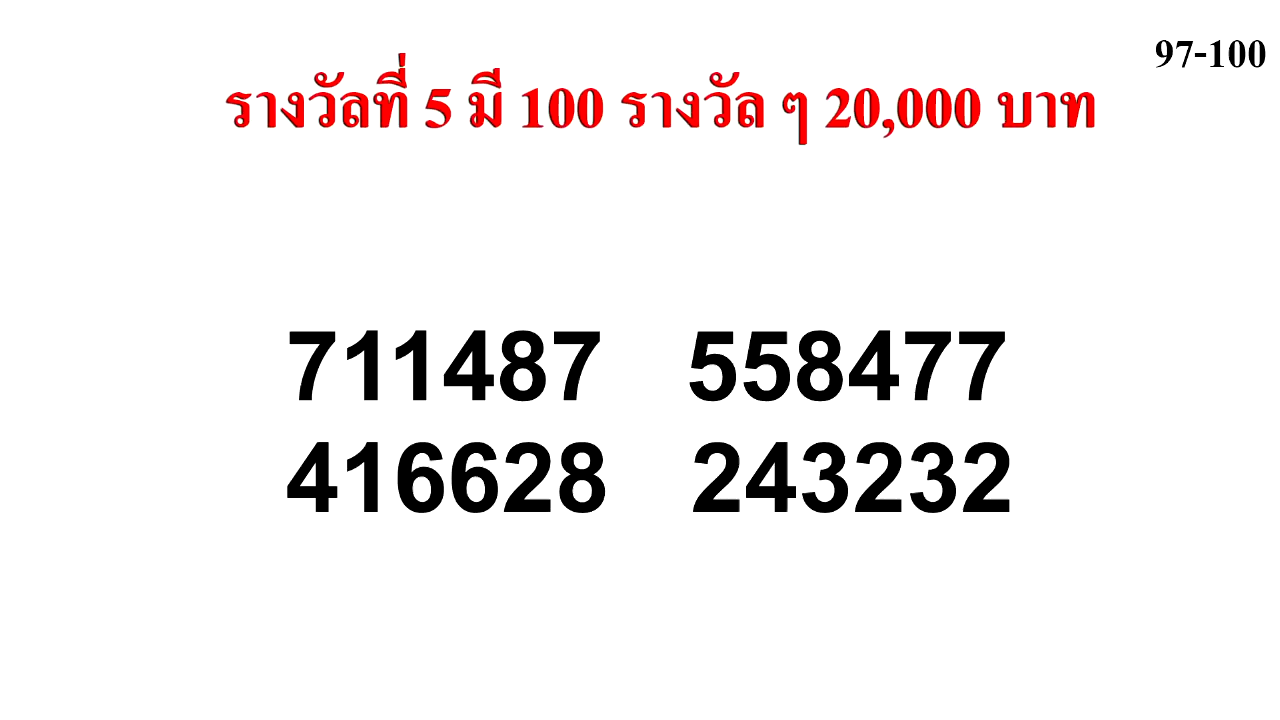 97-100
รางวัลที่ 5 มี 100 รางวัล ๆ 20,000 บาท
711487 558477
416628 243232